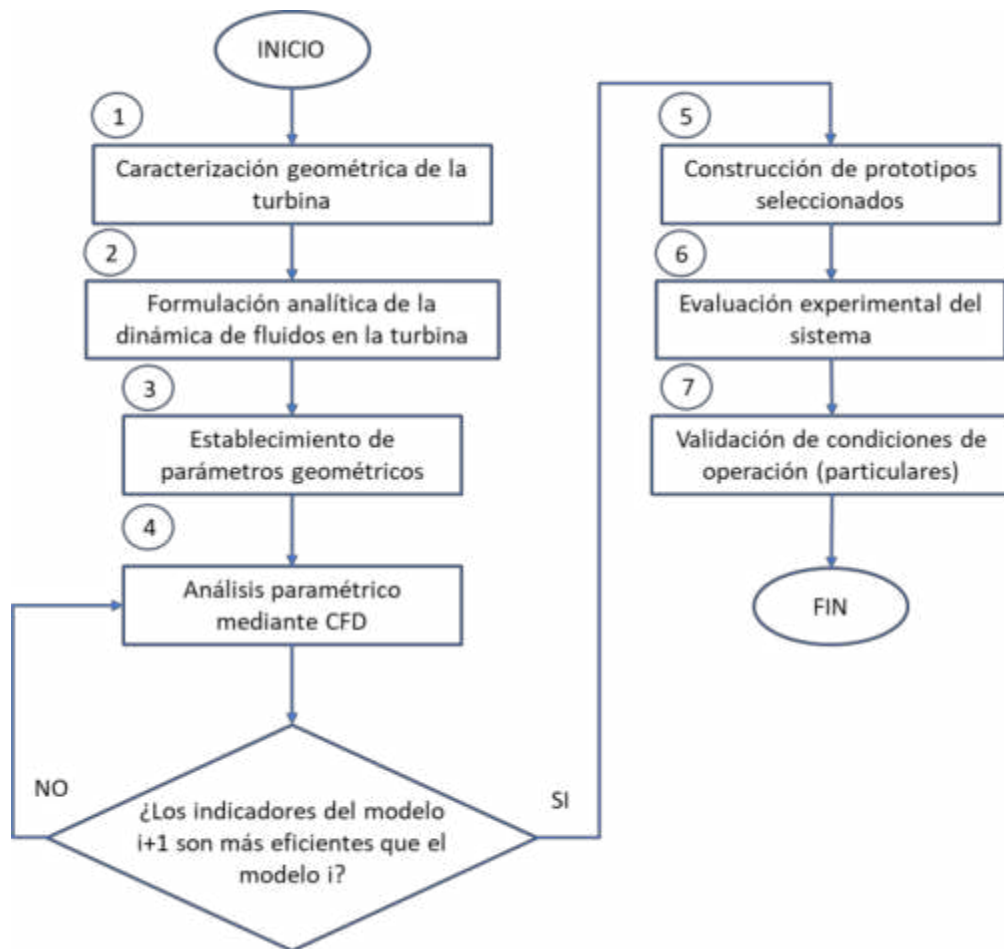 INICIO
1
Caracterización geométrica de la
turbina
2
Formulación analítica de la
dinámica de fluidos en la turbina
3
Establecimiento de
parámetros geométricos
4
Análisis paramétrico
mediante CFD
NO
¿Los indicadores del modelo
i+1 son más eficientes que el
modelo i?
SI
5
Construcción de prototipos
seleccionados
6
Evaluación experimental del
sistema
7
Validación de condiciones de
operación (particulares)
FIN